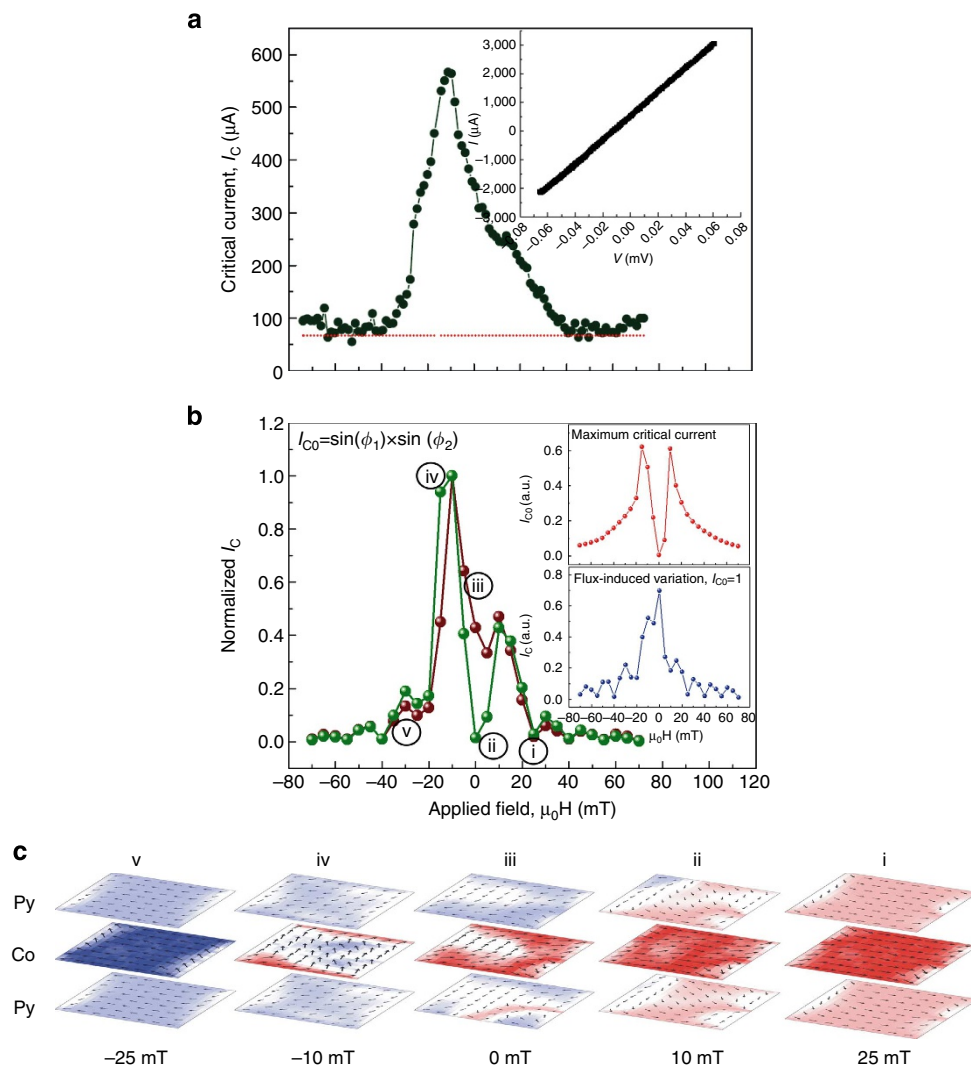 a
600
500
400
300
200
100
0
Critical current, I_C (μA)
3,000
2,000
1,000
0
−1,000
−2,000
−3,000
I (μA)
−0.08
−0.06
−0.04
−0.02
0.00
0.02
0.04
0.06
0.08
V (mV)
b
I_C0=sin(ϕ_1)×sin (ϕ_2)
1.2
1.0
0.8
0.6
0.4
0.2
0.0
Normalized I_C
iv
iii
v
ii
i
Maximum critical current
0.6
0.4
0.2
0.0
I_C0 (a.u.)
Flux-induced variation, I_C0=1
0.8
0.6
0.4
0.2
0.0
I_C (a.u.)
−80 −60 −40 −20 0 20 40 60 80
μ_0H (mT)
−80 −60 −40 −20 0 20 40 60 80 100 120
Applied field, μ_0H (mT)
c
v iv iii ii i
Py
Co
Py
−25 mT −10 mT 0 mT 10 mT 25 mT